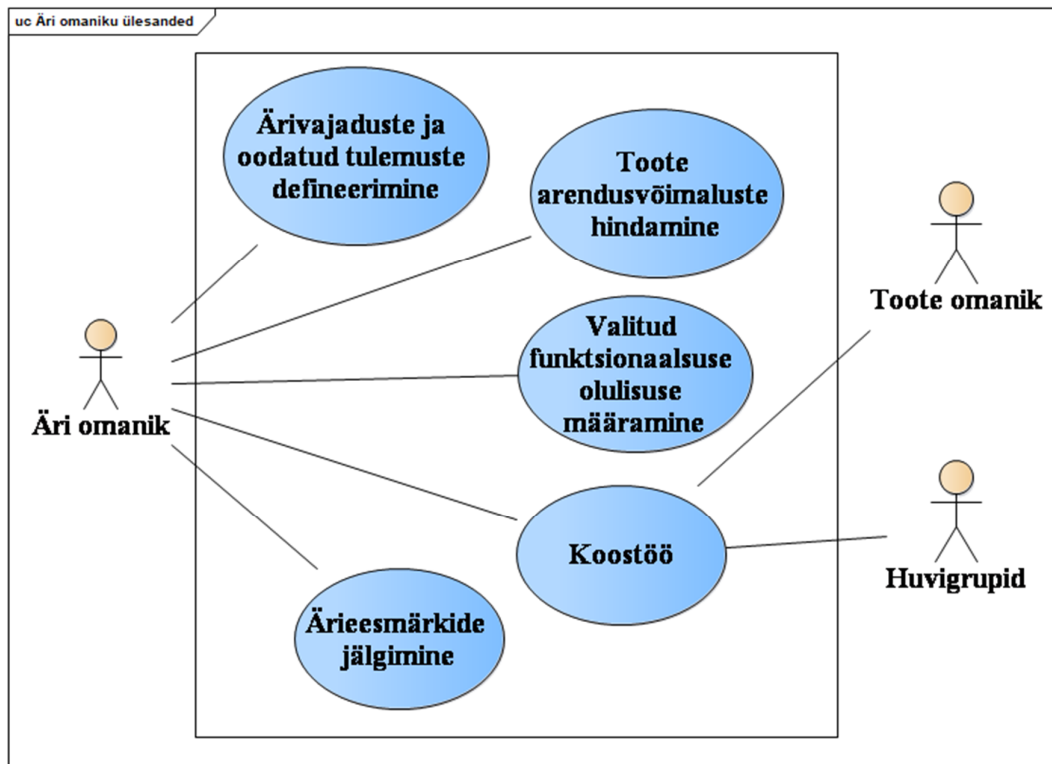 uc Äri omaniku ülesanded
Ärivajaduste ja
oodatud tulemuste
defineerimine
Toote
arendusvõimaluste
hindamine
Toote omanik
Valitud
funktsionaalsuse
olulisuse
määramine
Äri omanik
Koostöö
Huvigrupid
Ärieesmärkide
jälgimine